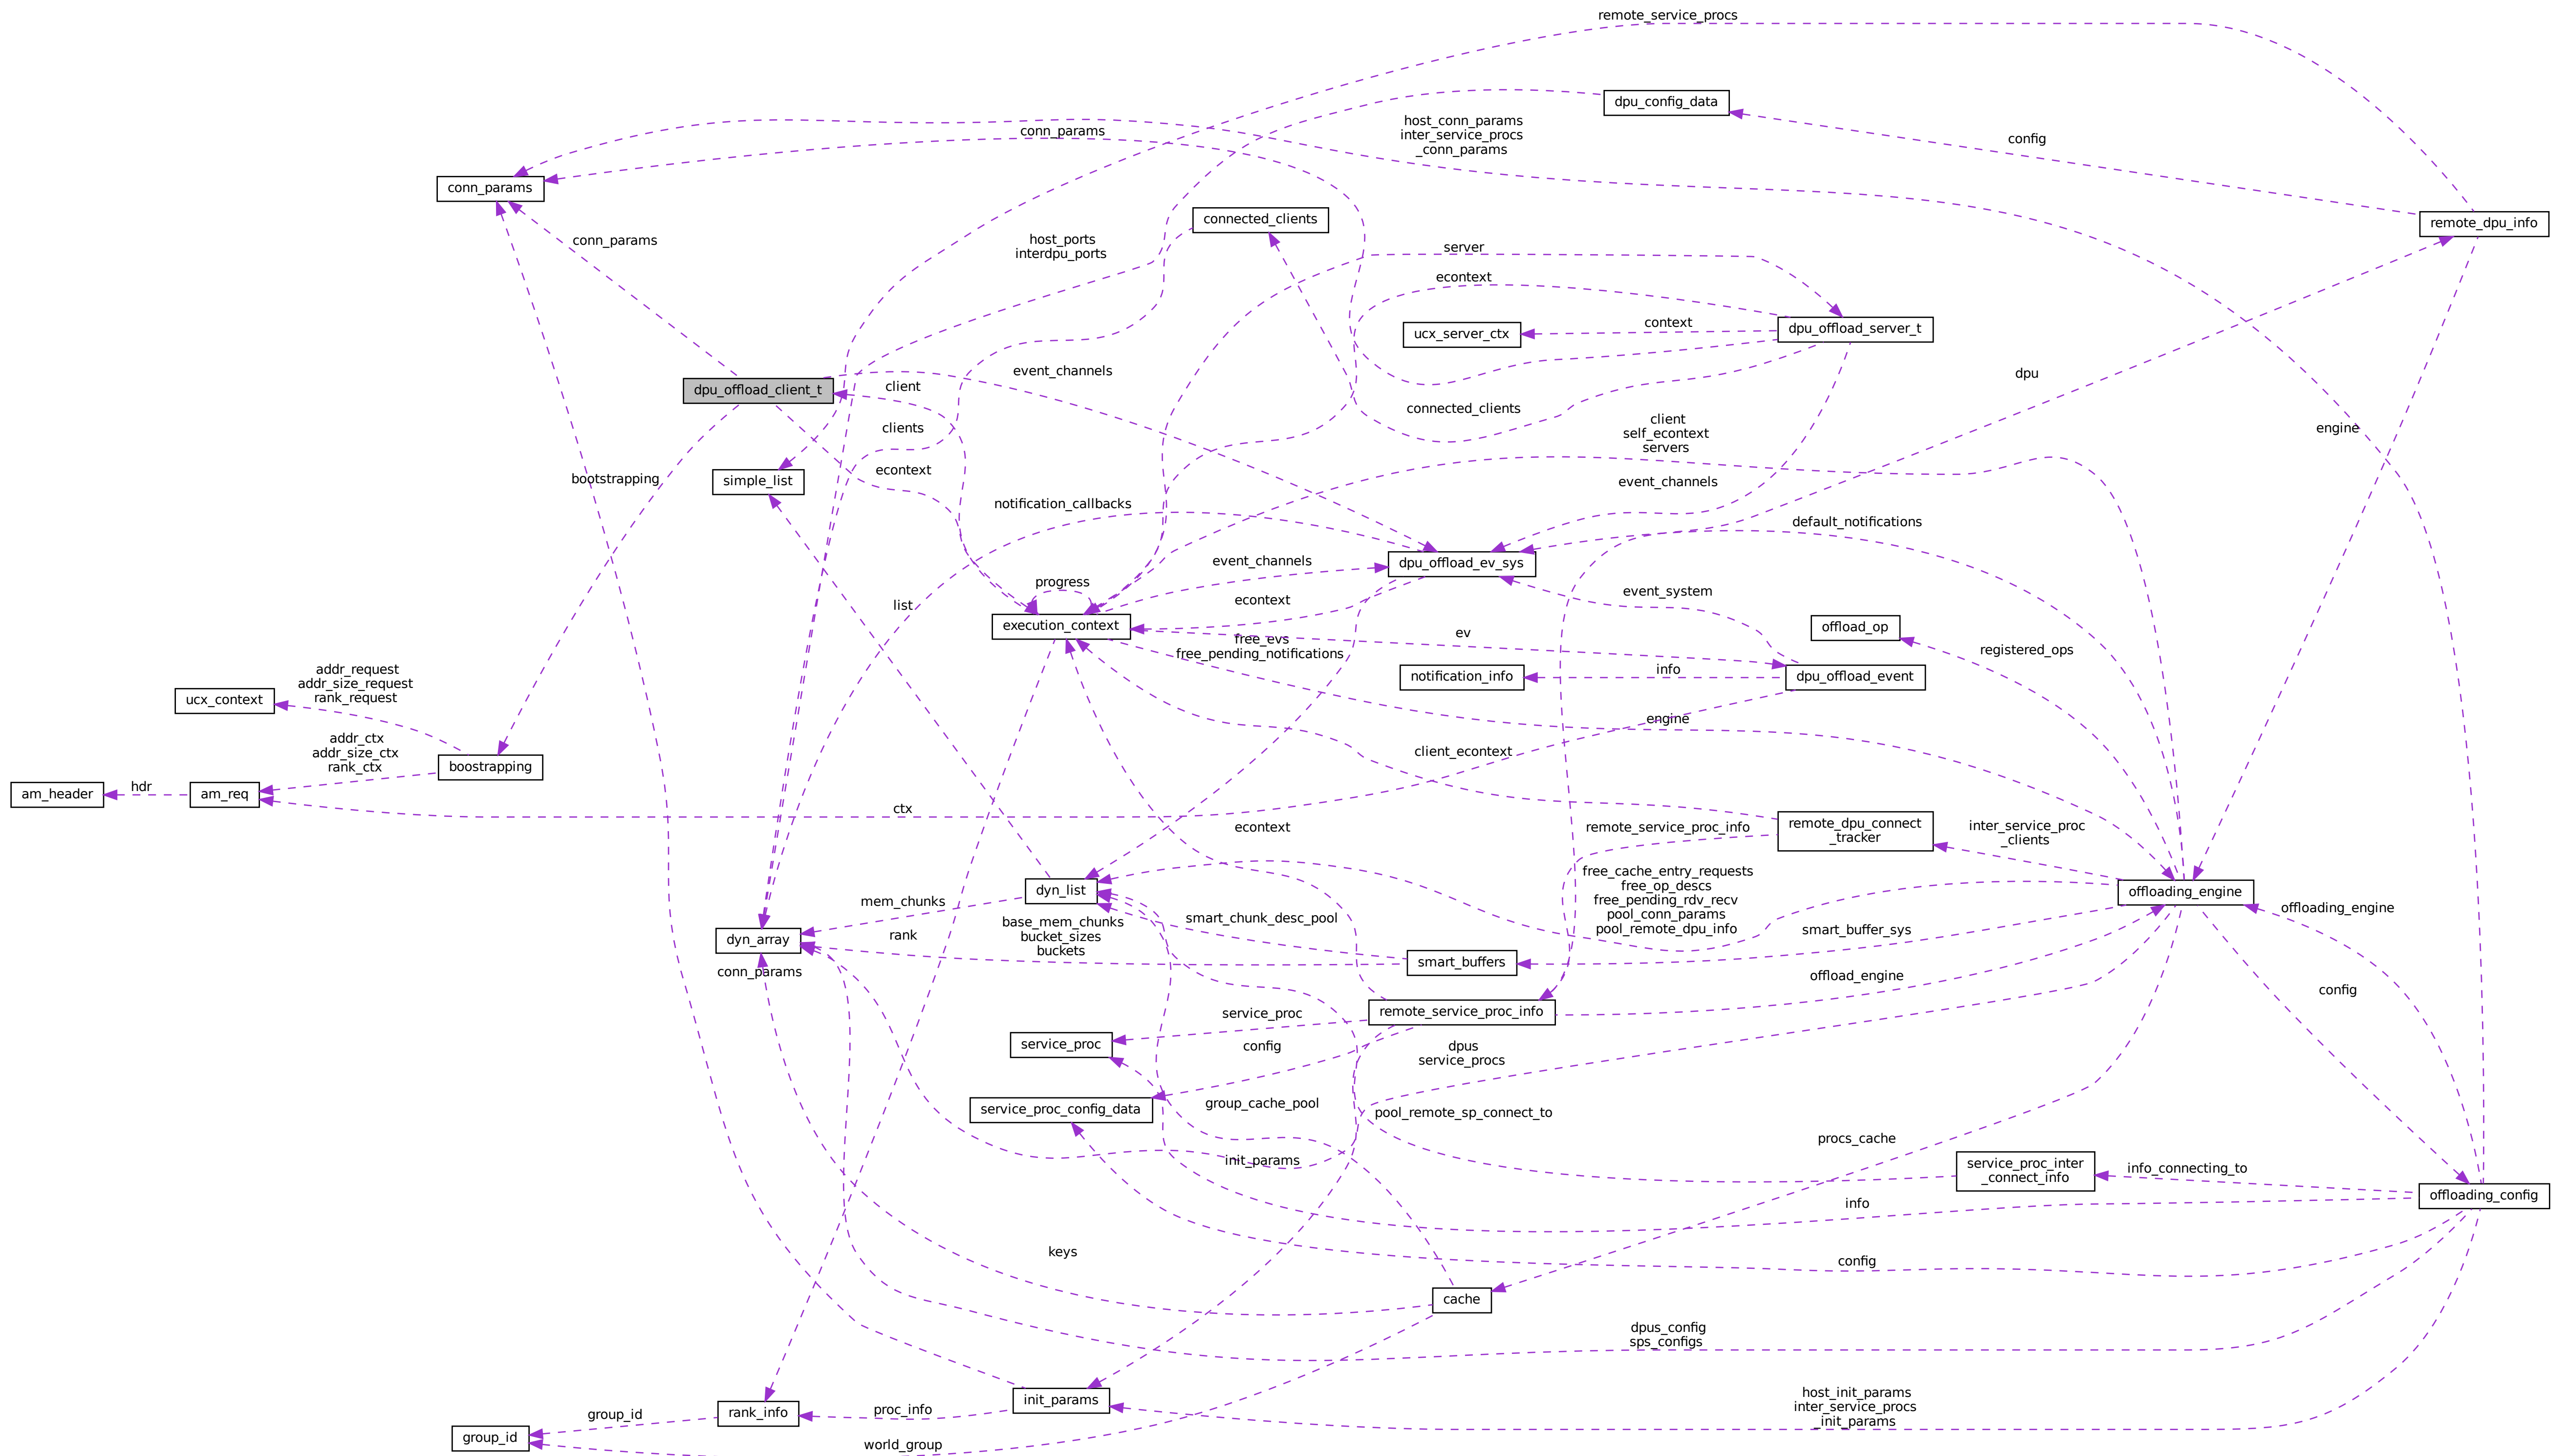 remote_service_procs
dpu_config_data
conn_params
host_conn_params
inter_service_procs
_conn_params
config
conn_params
connected_clients
remote_dpu_info
conn_params
host_ports
interdpu_ports
server
econtext
ucx_server_ctx
context
dpu_offload_server_t
dpu_offload_client_t
client
event_channels
dpu
connected_clients
clients
client
self_econtext
servers
engine
bootstrapping
simple_list
econtext
event_channels
notification_callbacks
default_notifications
dpu_offload_ev_sys
event_channels
progress
econtext
event_system
list
execution_context
ev
offload_op
registered_ops
free_evs
free_pending_notifications
addr_request
addr_size_request
rank_request
ucx_context
notification_info
info
dpu_offload_event
engine
addr_ctx
addr_size_ctx
rank_ctx
boostrapping
client_econtext
am_header
hdr
am_req
ctx
econtext
remote_service_proc_info
remote_dpu_connect
_tracker
inter_service_proc
_clients
dyn_list
free_cache_entry_requests
free_op_descs
free_pending_rdv_recv
pool_conn_params
pool_remote_dpu_info
offloading_engine
offloading_engine
mem_chunks
base_mem_chunks
bucket_sizes
buckets
smart_chunk_desc_pool
smart_buffer_sys
dyn_array
rank
conn_params
smart_buffers
offload_engine
config
remote_service_proc_info
service_proc
service_proc
config
dpus
service_procs
service_proc_config_data
group_cache_pool
pool_remote_sp_connect_to
procs_cache
init_params
service_proc_inter
_connect_info
info_connecting_to
offloading_config
info
keys
config
cache
dpus_config
sps_configs
init_params
host_init_params
inter_service_procs
_init_params
rank_info
proc_info
group_id
group_id
world_group